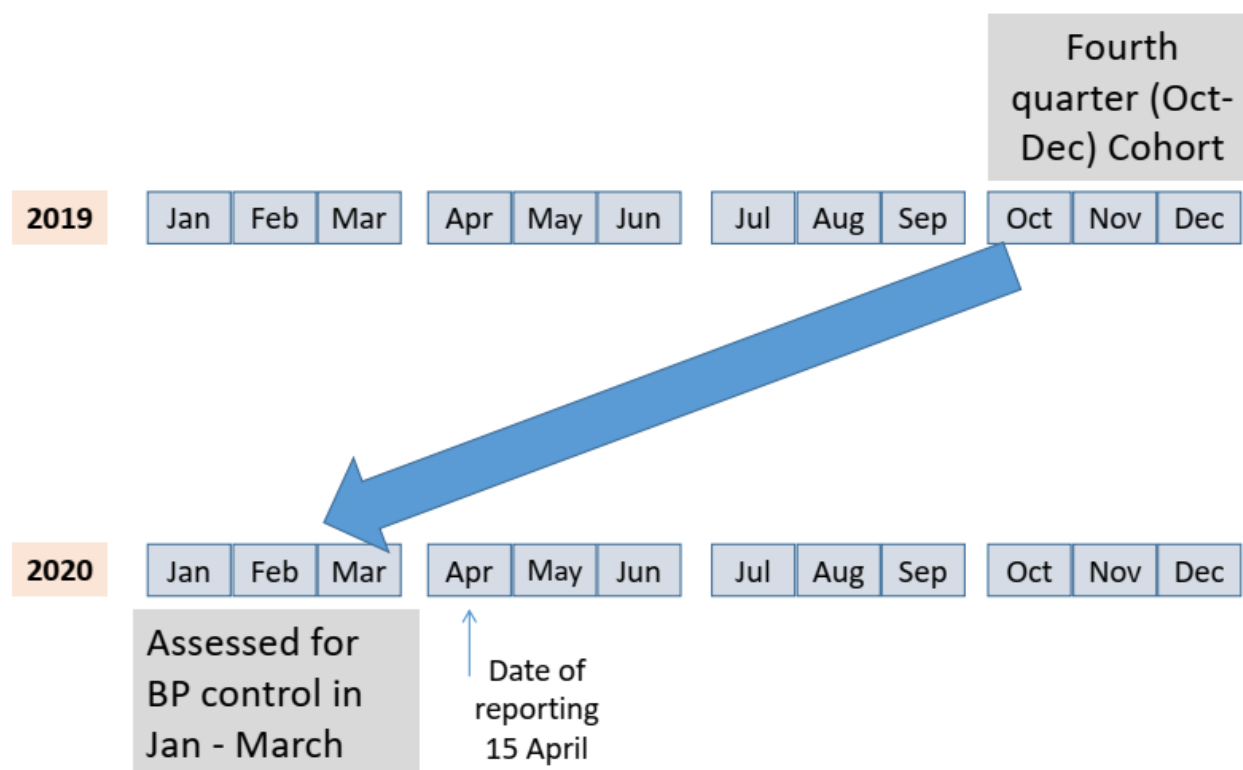 Fourth
quarter (Oct-
Dec) Cohort
2019 Jan Feb Mar Apr May Jun Jul Aug Sep Oct Nov Dec
2020 Jan Feb Mar Apr May Jun Jul Aug Sep Oct Nov Dec
Assessed for
BP control in
Jan - March
Date of
reporting
15 April